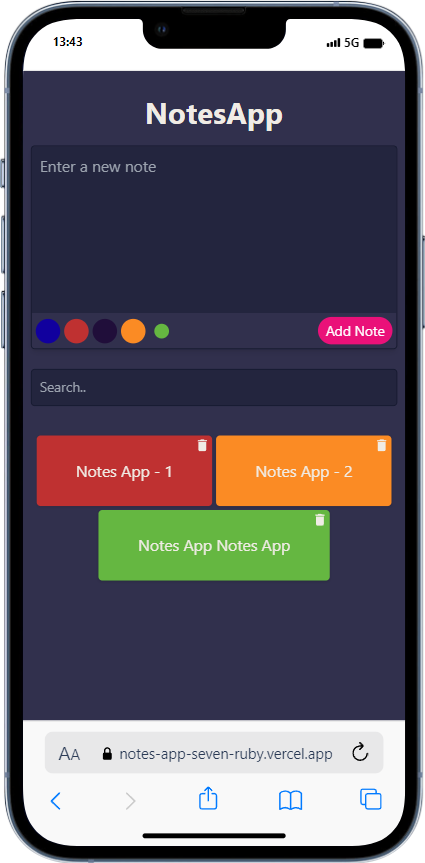 13:43
5G
NotesApp
Enter a new note
Add Note
Search..
Notes App - 1
Notes App - 2
Notes App Notes App
AA
notes-app-seven-ruby.vercel.app